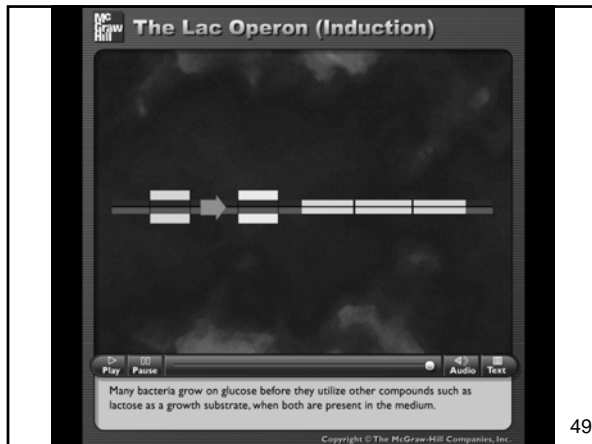 Mc
Graw
Hill
The Lac Operon (Induction)
Play
Pause
Audio
Text
Many bacteria grow on glucose before they utilize other compounds such as
lactose as a growth substrate, when both are present in the medium.
Copyright © The McGraw-Hill Companies, Inc.
49